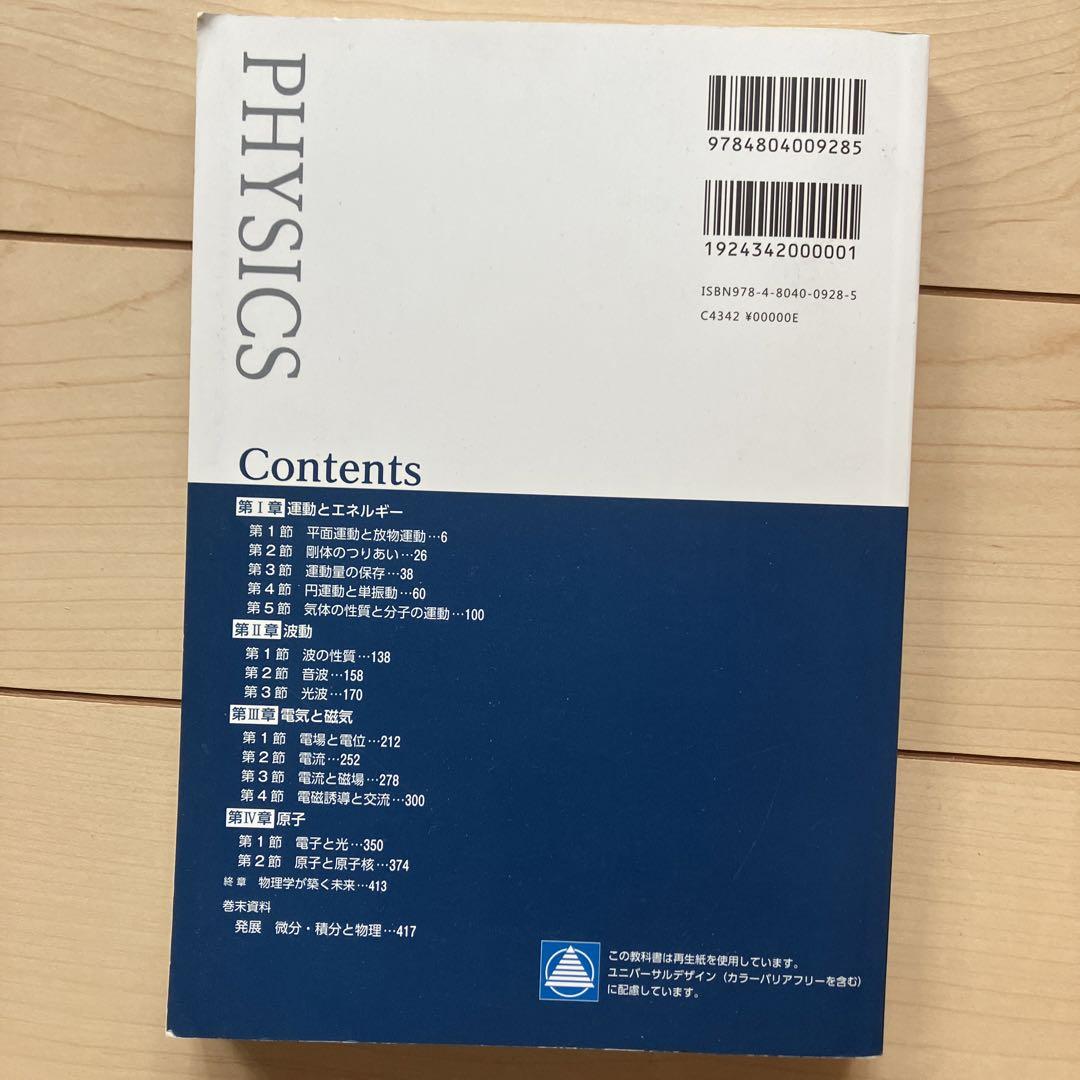 PHYSICS
9784804009285
1924342000001
ISBN978-4-8040-0928-5
C4342 ¥00000E
Contents
第Ⅰ章 運動とエネルギー
第1節 平面運動と放物運動…6
第2節 剛体のつりあい…26
第3節 運動量の保存…38
第4節 円運動と単振動…60
第5節 気体の性質と分子の運動…100
第Ⅱ章 波動
第1節 波の性質…138
第2節 音波…158
第3節 光波…170
第Ⅲ章 電気と磁気
第1節 電場と電位…212
第2節 電流…252
第3節 電流と磁場…278
第4節 電磁誘導と交流…300
第Ⅳ章 原子
第1節 電子と光…350
第2節 原子と原子核…374
終章 物理学が築く未来…413
巻末資料
発展 微分・積分と物理…417
この教科書は再生紙を使用しています。
ユニバーサルデザイン（カラーバリアフリーを含む）
に配慮しています。